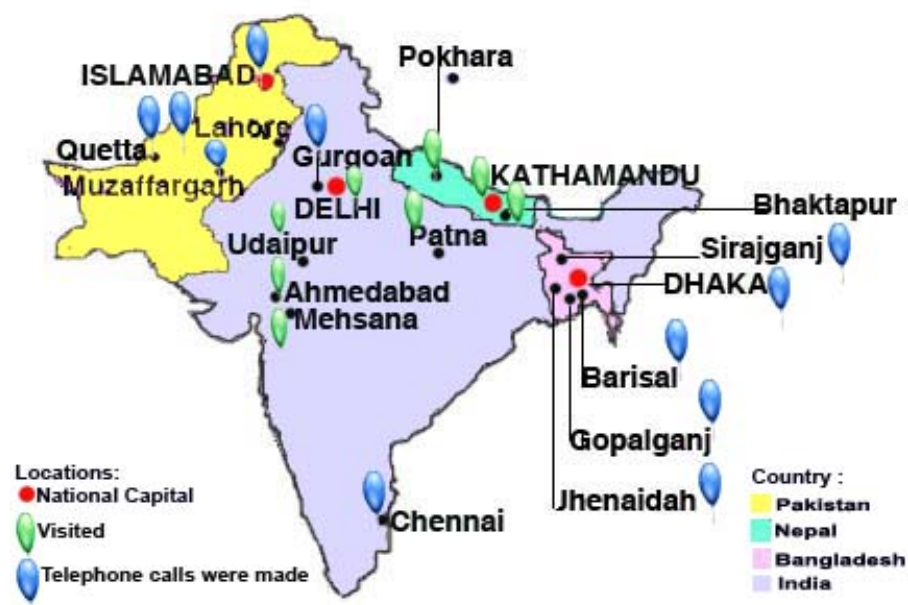 Pokhara
ISLAMABAD
Lahore
Quetta
Gurgoan
Muzaffargarh
KATHAMANDU
DELHI
Bhaktapur
Udaipur
Patna
Sirajganj
DHAKA
Ahmedabad
Mehsana
Barisal
Gopalganj
Jhenaidah
Chennai
Locations:
National Capital
Visited
Telephone calls were made
Country :
Pakistan
Nepal
Bangladesh
India